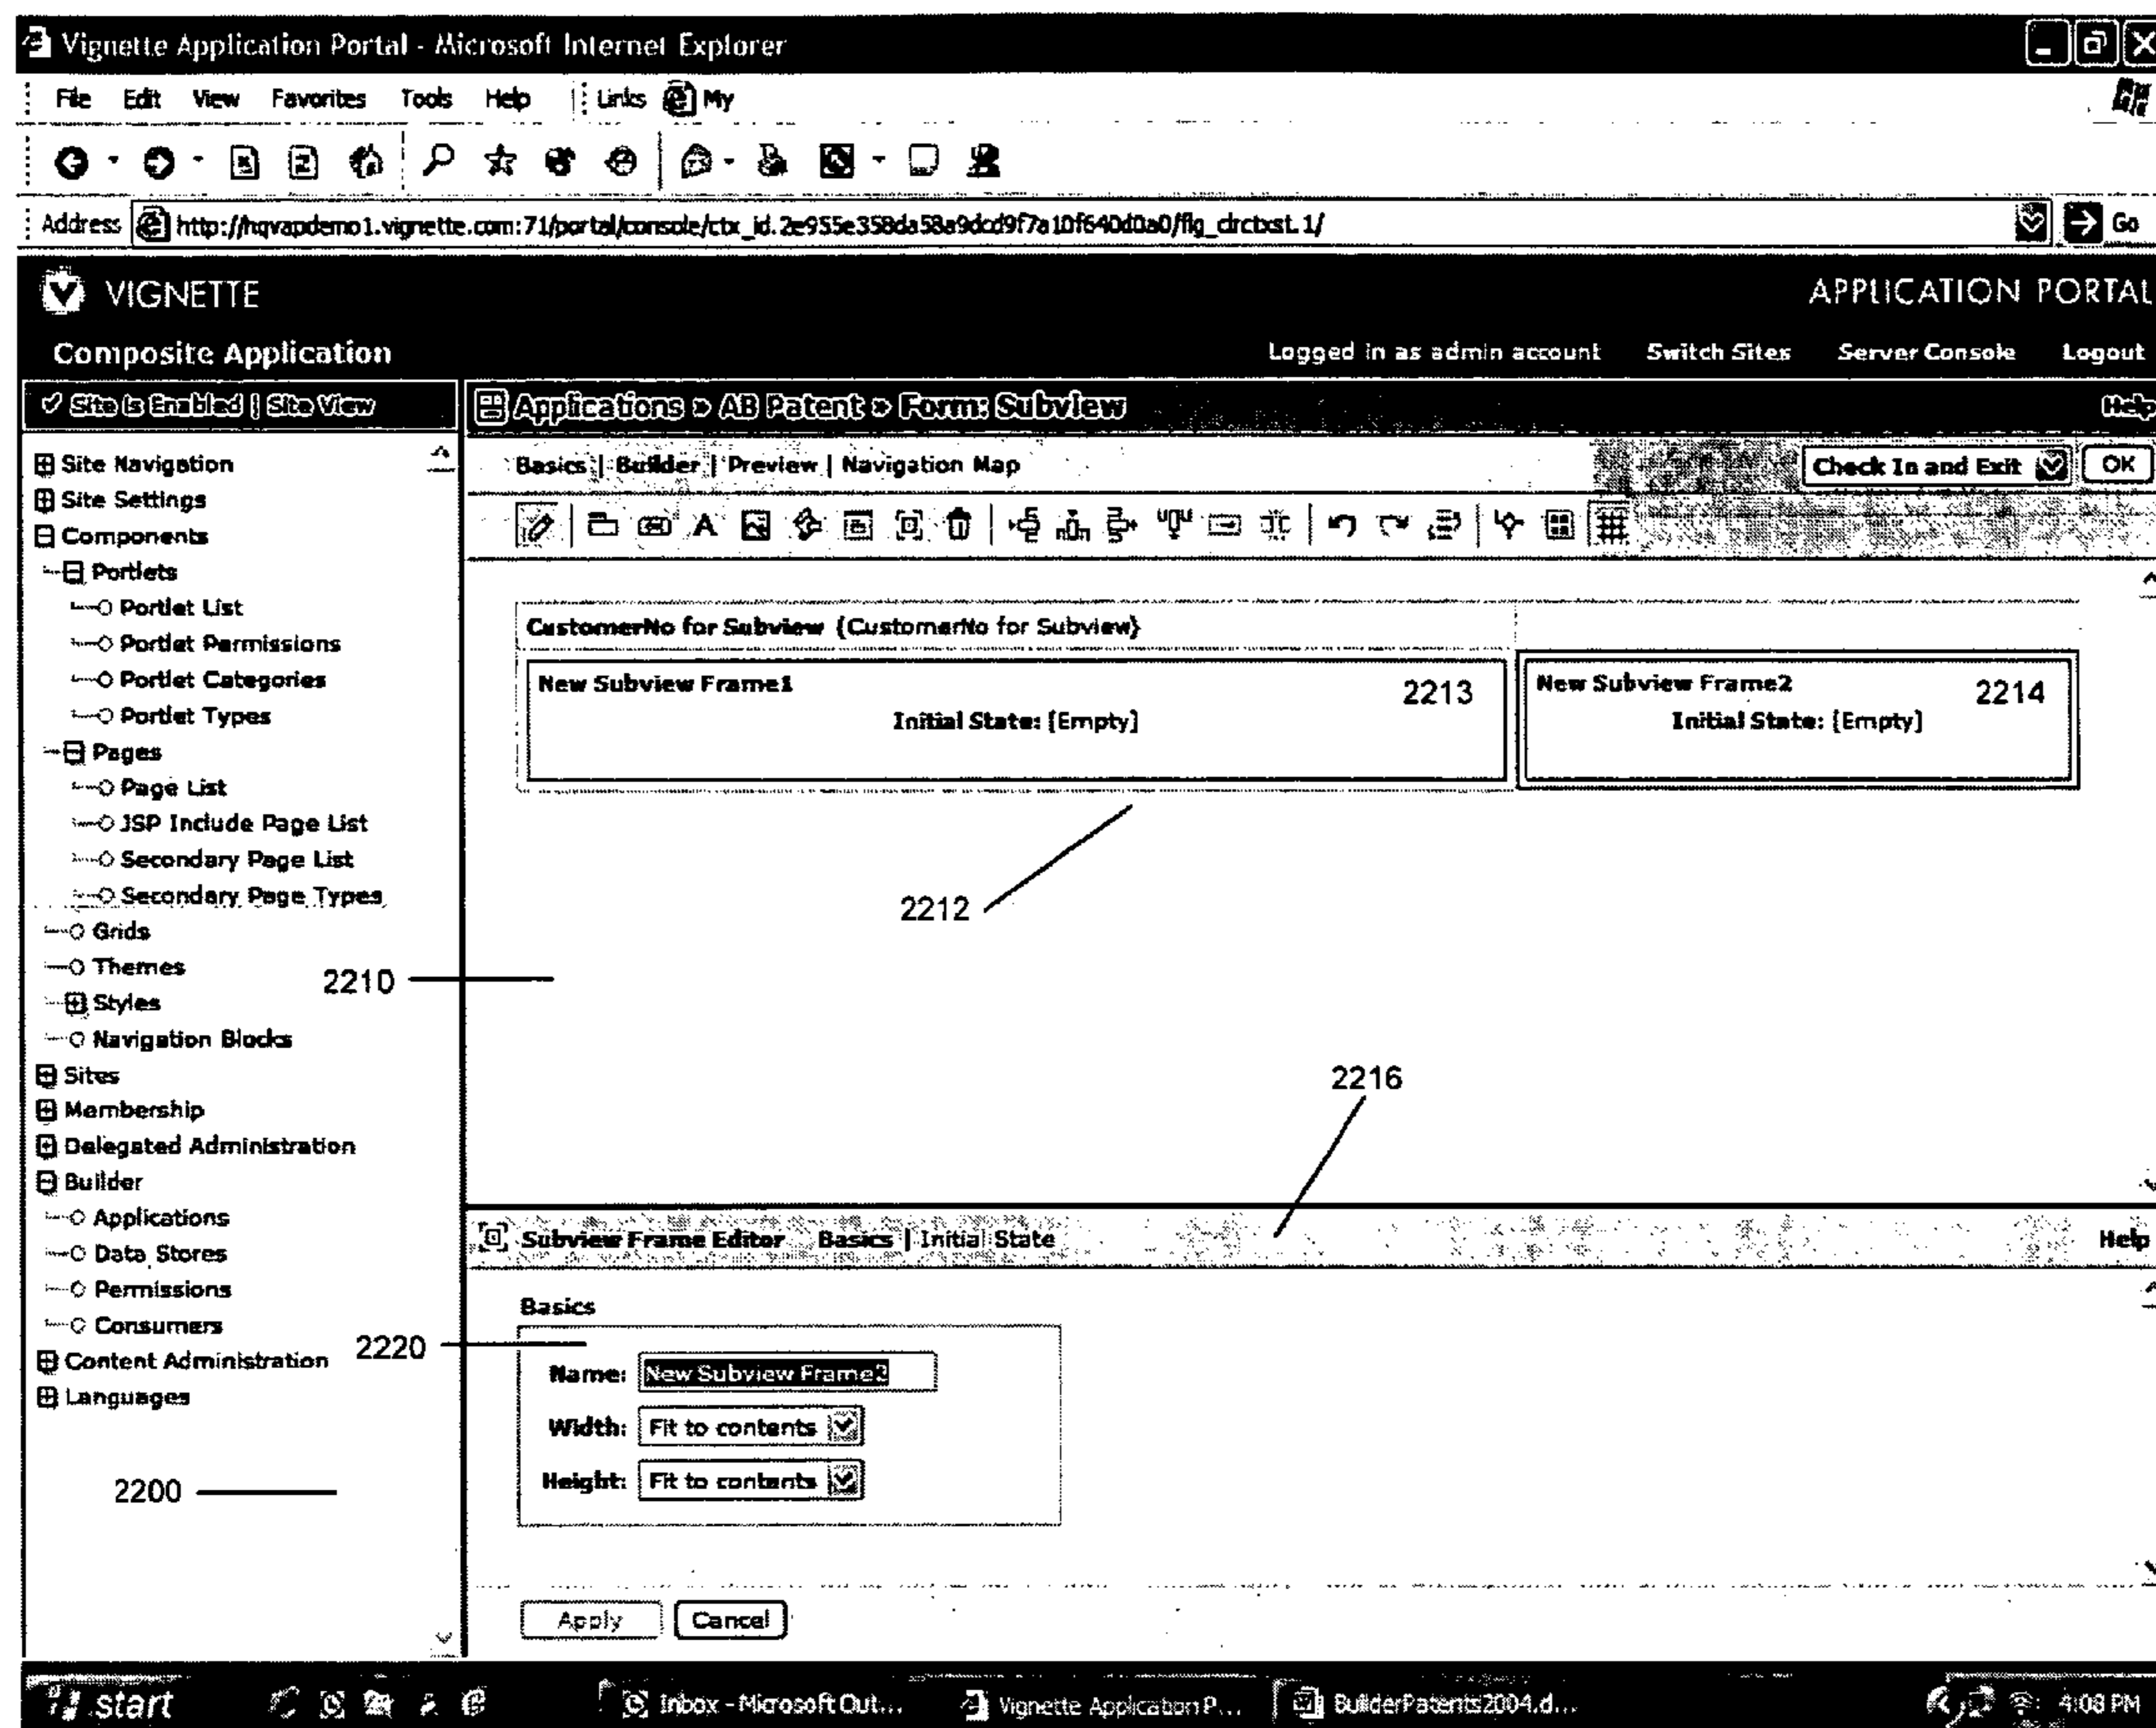 Vignette Application Portal - Microsoft Internet Explorer
File Edit View Favorites Tools Help Links My
Address http://hqvapdemo1.vignette.com:71/portal/console/ctx_id.2e955e358da58a9dcd9f7a10f640d0a0/flg_clrctxst.1/ Go
VIGNETTE APPLICATION PORTAL
Composite Application Logged in as admin account Switch Sites Server Console Logout
Site is Enabled | Site View
Applications » AB Patent » Form: Subview Help
Site Navigation
Site Settings
Components
Portlets
Portlet List
Portlet Permissions
Portlet Categories
Portlet Types
Pages
Page List
JSP Include Page List
Secondary Page List
Secondary Page Types
Grids
Themes
Styles
Navigation Blocks
Sites
Membership
Delegated Administration
Builder
Applications
Data Stores
Permissions
Consumers
Content Administration
Languages
2200
Basics | Builder | Preview | Navigation Map Check In and Exit OK
CustomerNo for Subview {CustomerNo for Subview}
New Subview Frame1 2213
Initial State: [Empty]
New Subview Frame2 2214
Initial State: [Empty]
2212
2210
2216
Subview Frame Editor Basics | Initial State Help
Basics
2220
Name: New Subview Frame2
Width: Fit to contents
Height: Fit to contents
Apply Cancel
start Inbox - Microsoft Out... Vignette Application P... BuilderPatents2004.d... 4:08 PM